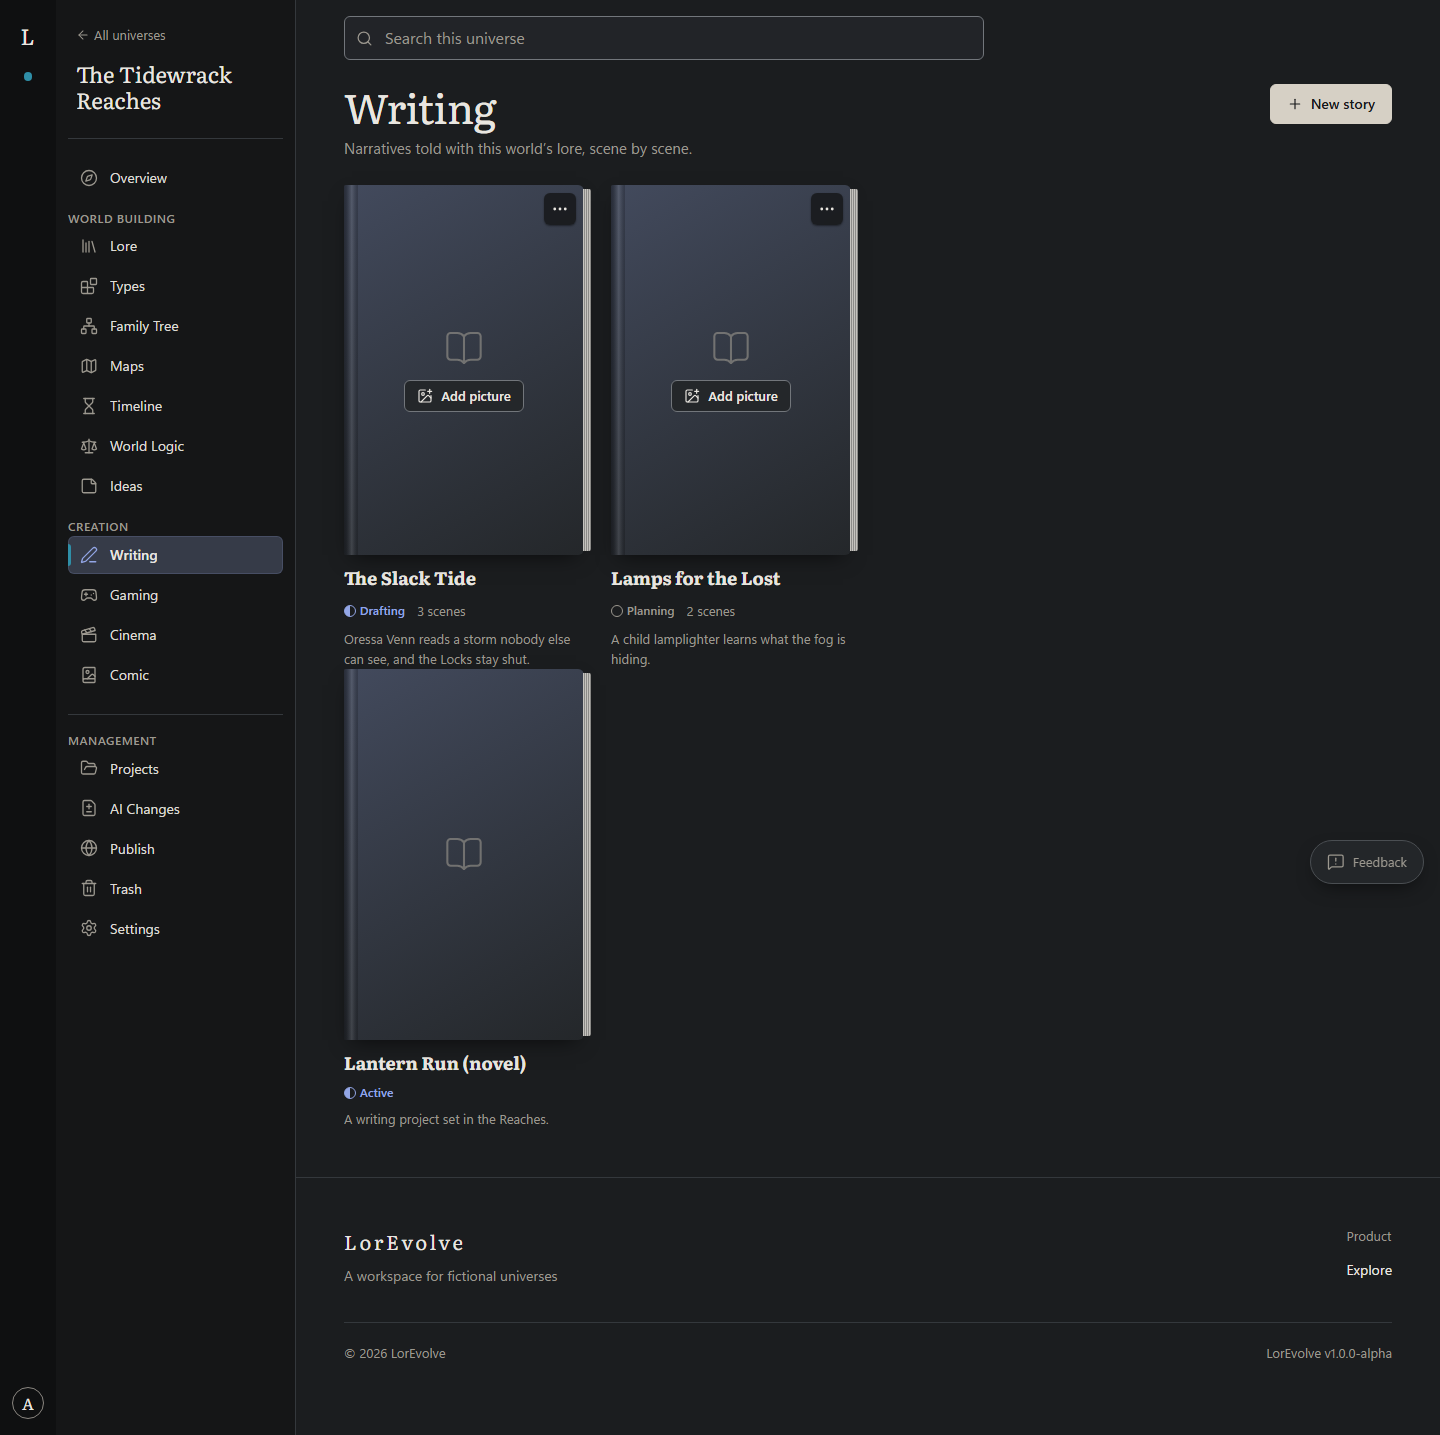 L
← All universes
The Tidewrack
Reaches
Overview
WORLD BUILDING
Lore
Types
Family Tree
Maps
Timeline
World Logic
Ideas
CREATION
Writing
Gaming
Cinema
Comic
MANAGEMENT
Projects
AI Changes
Publish
Trash
Settings
A
Search this universe
Writing
Narratives told with this world's lore, scene by scene.
+ New story
Add picture
The Slack Tide
Drafting 3 scenes
Oressa Venn reads a storm nobody else
can see, and the Locks stay shut.
Add picture
Lamps for the Lost
Planning 2 scenes
A child lamplighter learns what the fog is
hiding.
Lantern Run (novel)
Active
A writing project set in the Reaches.
Feedback
LorEvolve
A workspace for fictional universes
Product
Explore
© 2026 LorEvolve
LorEvolve v1.0.0-alpha